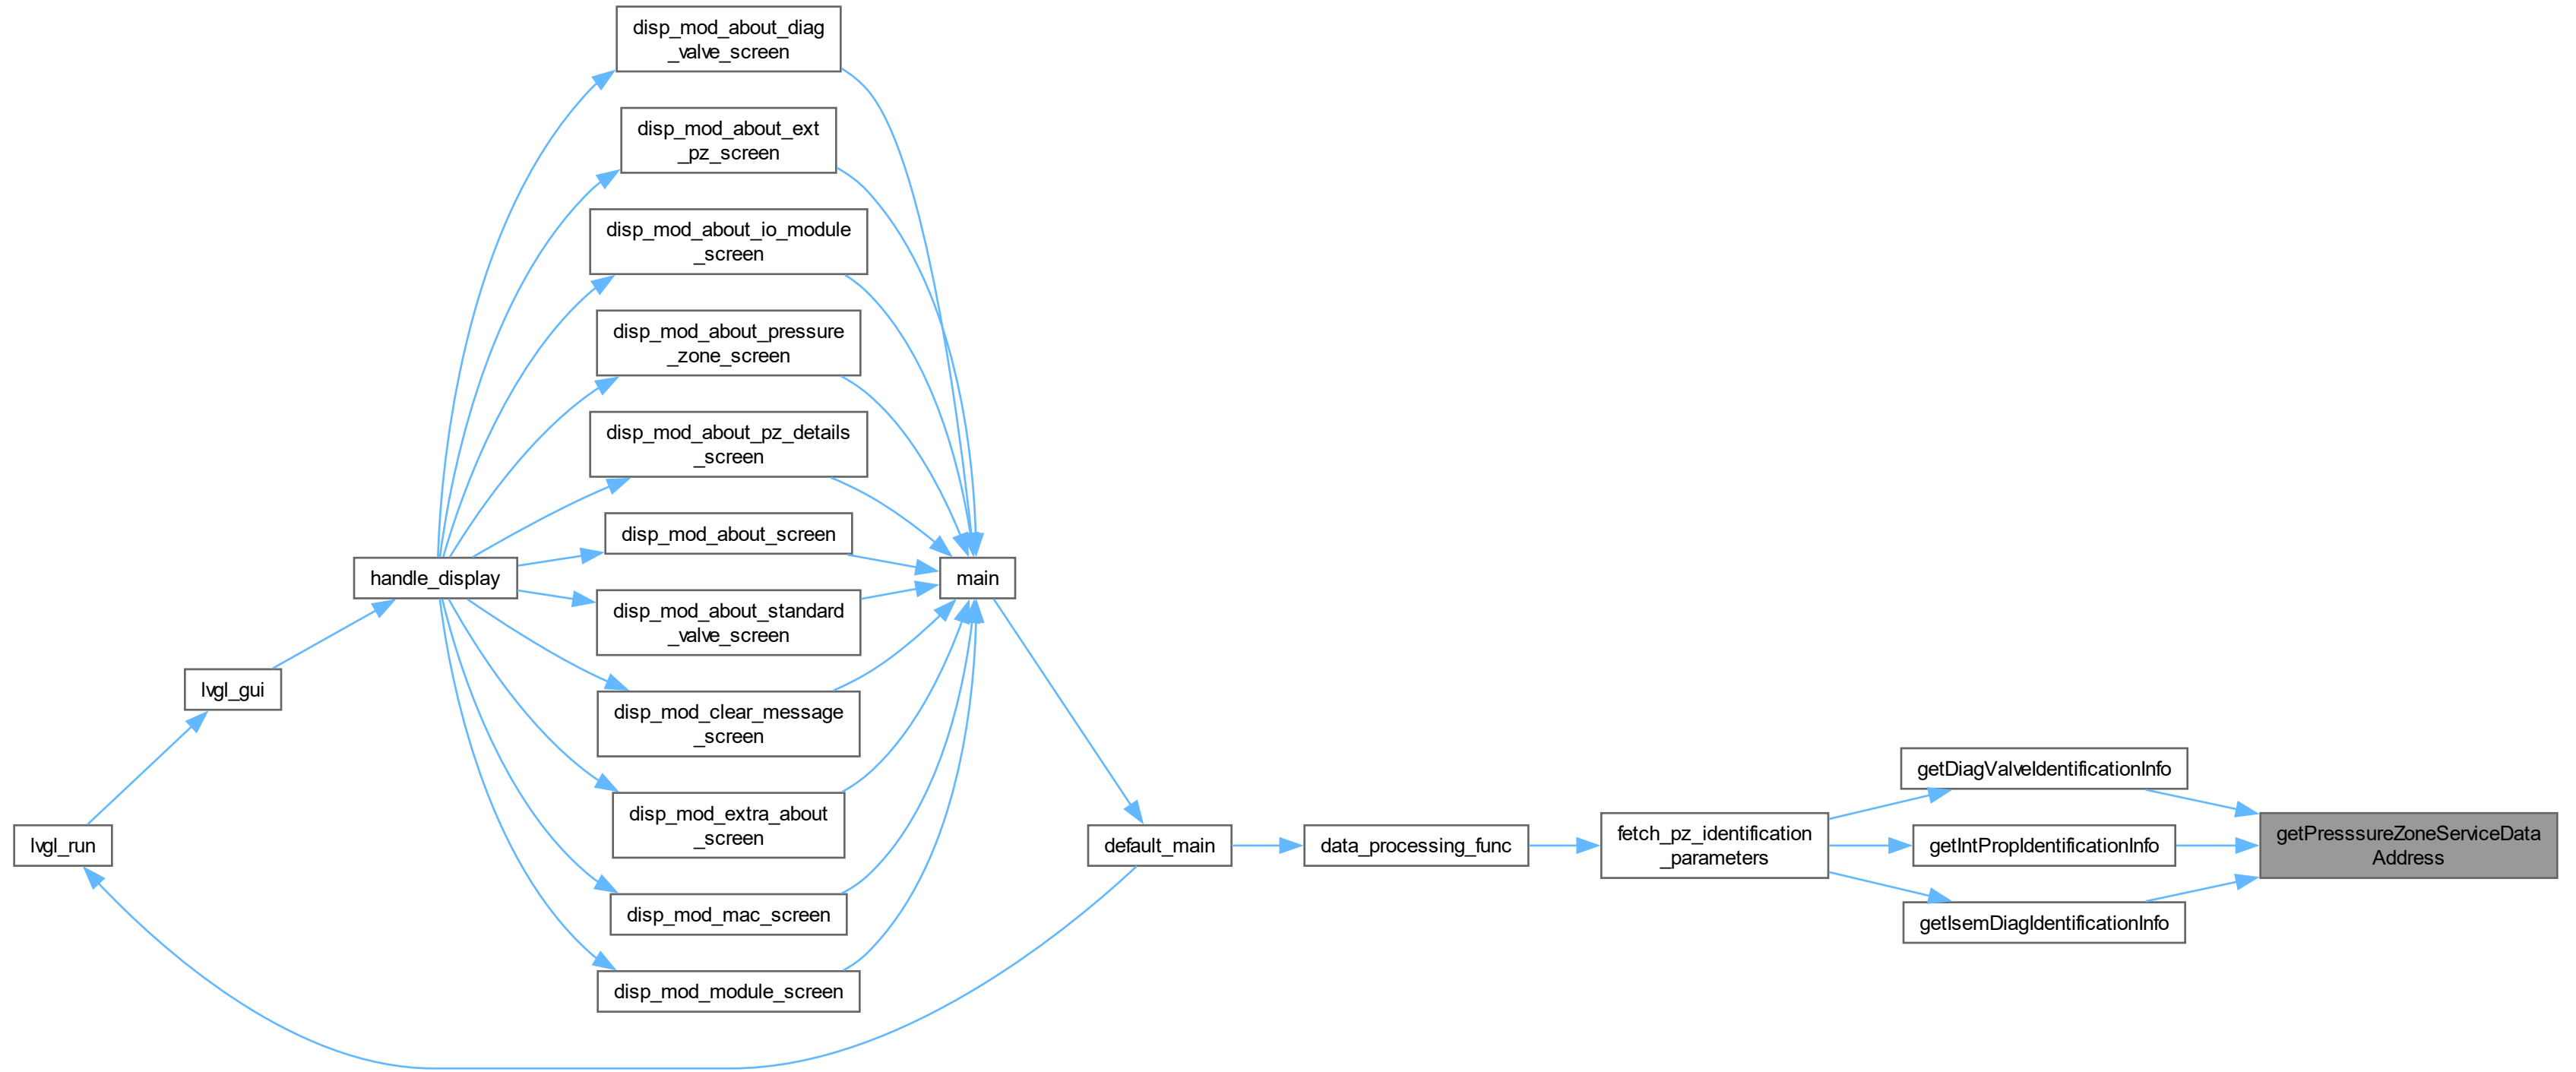 disp_mod_about_diag
_valve_screen
disp_mod_about_ext
_pz_screen
disp_mod_about_io_module
_screen
disp_mod_about_pressure
_zone_screen
disp_mod_about_pz_details
_screen
disp_mod_about_screen
handle_display
main
disp_mod_about_standard
_valve_screen
lvgl_gui
disp_mod_clear_message
_screen
getDiagValveIdentificationInfo
disp_mod_extra_about
_screen
lvgl_run
default_main
data_processing_func
fetch_pz_identification
_parameters
getIntPropIdentificationInfo
getPresssureZoneServiceData
Address
disp_mod_mac_screen
getIsemDiagIdentificationInfo
disp_mod_module_screen